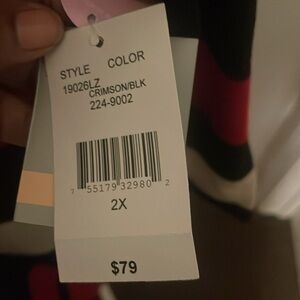 STYLE COLOR
19026LZ
CRIMSON/BLK
224-9002
7 55179 32980 2
2X
$79